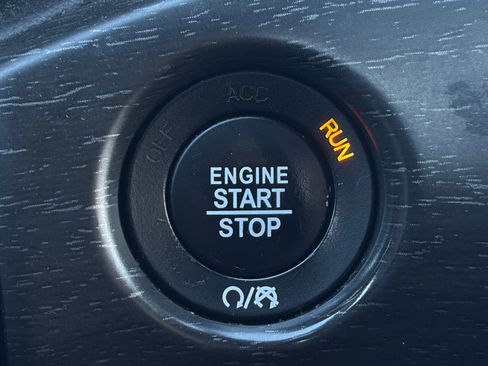 ACC
OFF
RUN
ENGINE
START
STOP